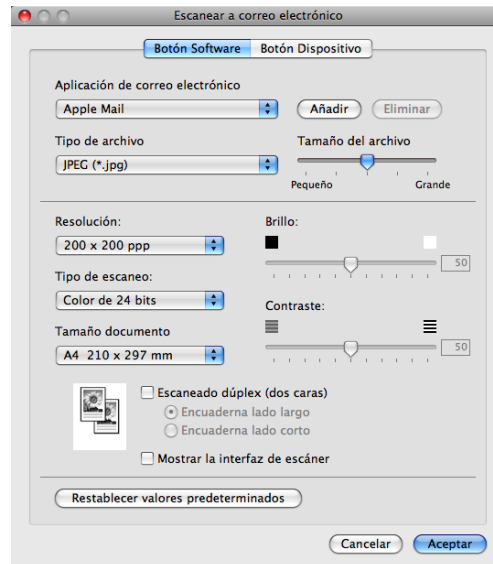 Escanear a correo electrónico
Botón Software Botón Dispositivo
Aplicación de correo electrónico
Apple Mail Añadir Eliminar
Tipo de archivo Tamaño del archivo
JPEG (*.jpg)
Pequeño Grande
Resolución: Brillo:
200 x 200 ppp
50
Tipo de escaneo:
Color de 24 bits
Contraste:
Tamaño documento
A4 210 x 297 mm 50
Escaneado dúplex (dos caras)
Encuaderna lado largo
Encuaderna lado corto
Mostrar la interfaz de escáner
Restablecer valores predeterminados
Cancelar Aceptar